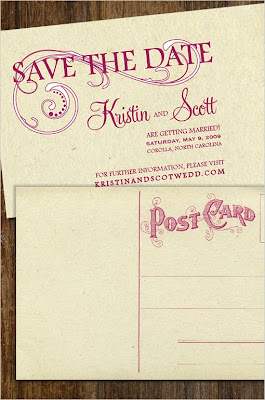 SAVE THE DATE
Kristin AND Scott
ARE GETTING MARRIED!
SATURDAY, MAY 9, 2009
COROLLA, NORTH CAROLINA
FOR FURTHER INFORMATION, PLEASE VISIT
KRISTINANDSCOTWEDD.COM
POST CARD